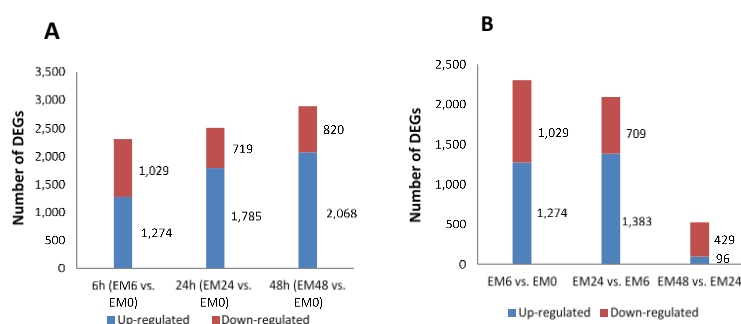 A
Number of DEGs
3,500
3,000
2,500
2,000
1,500
1,000
500
0
1,029
1,274
719
1,785
820
2,068
6h (EM6 vs. EM0)
24h (EM24 vs. EM0)
48h (EM48 vs. EM0)
Up-regulated
Down-regulated
B
Number of DEGs
2,500
2,000
1,500
1,000
500
0
1,029
1,274
709
1,383
429
96
EM6 vs. EM0
EM24 vs. EM6
EM48 vs. EM24
Up-regulated
Down-regulated